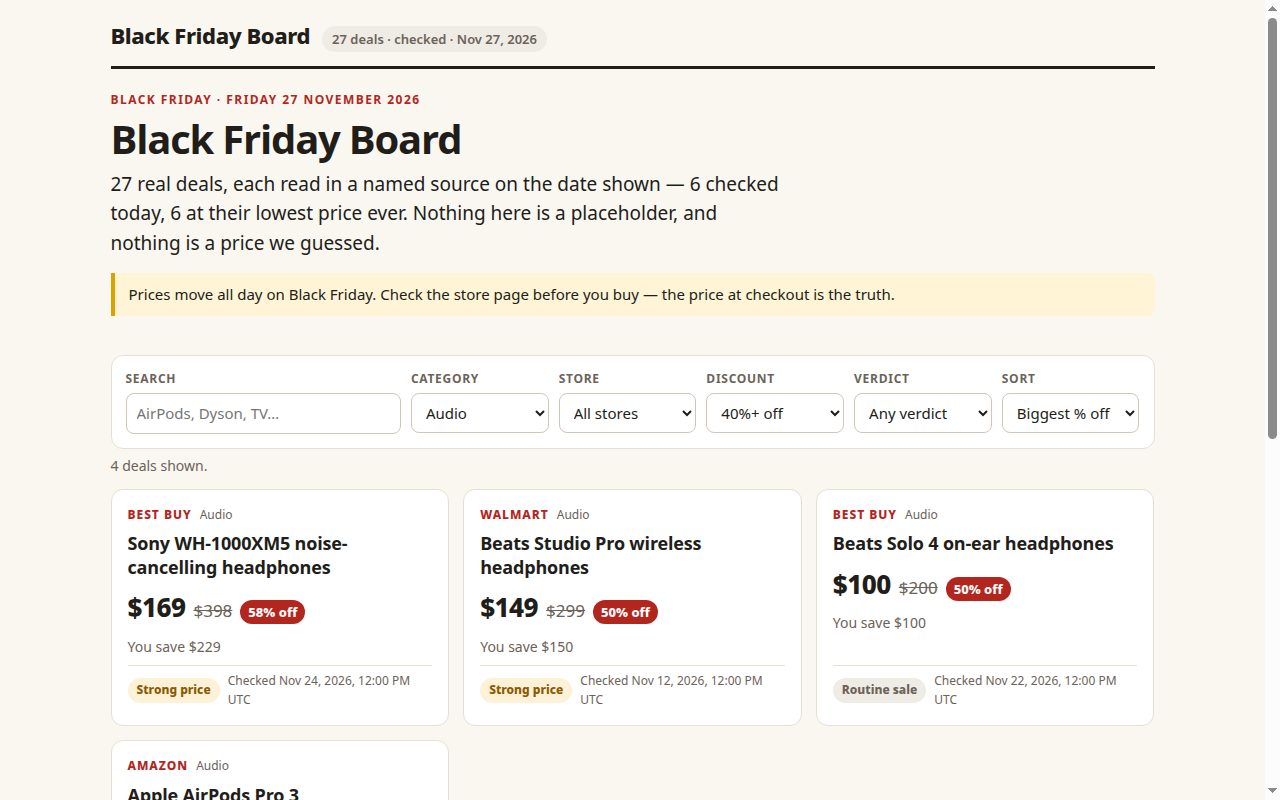 Black Friday Board
27 deals · checked · Nov 27, 2026
BLACK FRIDAY · FRIDAY 27 NOVEMBER 2026
Black Friday Board
27 real deals, each read in a named source on the date shown — 6 checked
today, 6 at their lowest price ever. Nothing here is a placeholder, and
nothing is a price we guessed.
Prices move all day on Black Friday. Check the store page before you buy — the price at checkout is the truth.
SEARCH
AirPods, Dyson, TV...
CATEGORY
Audio
STORE
All stores
DISCOUNT
40%+ off
VERDICT
Any verdict
SORT
Biggest % off
4 deals shown.
BEST BUY Audio
Sony WH-1000XM5 noise-
cancelling headphones
$169 $398 58% off
You save $229
Strong price
Checked Nov 24, 2026, 12:00 PM
UTC
WALMART Audio
Beats Studio Pro wireless
headphones
$149 $299 50% off
You save $150
Strong price
Checked Nov 12, 2026, 12:00 PM
UTC
BEST BUY Audio
Beats Solo 4 on-ear headphones
$100 $200 50% off
You save $100
Routine sale
Checked Nov 22, 2026, 12:00 PM
UTC
AMAZON Audio
Apple AirPods Pro 3